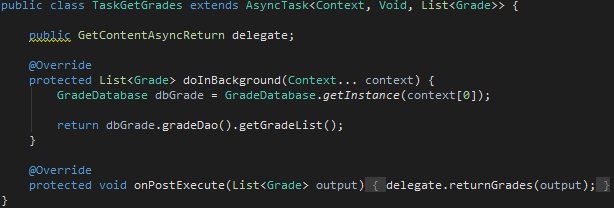 public class TaskGetGrades extends AsyncTask<Context, Void, List<Grade>> {
public GetContentAsyncReturn delegate;
@Override
protected List<Grade> doInBackground(Context... context) {
GradeDatabase dbGrade = GradeDatabase.getInstance(context[0]);
return dbGrade.gradeDao().getGradeList();
}
@Override
protected void onPostExecute(List<Grade> output) { delegate.returnGrades(output); }
}